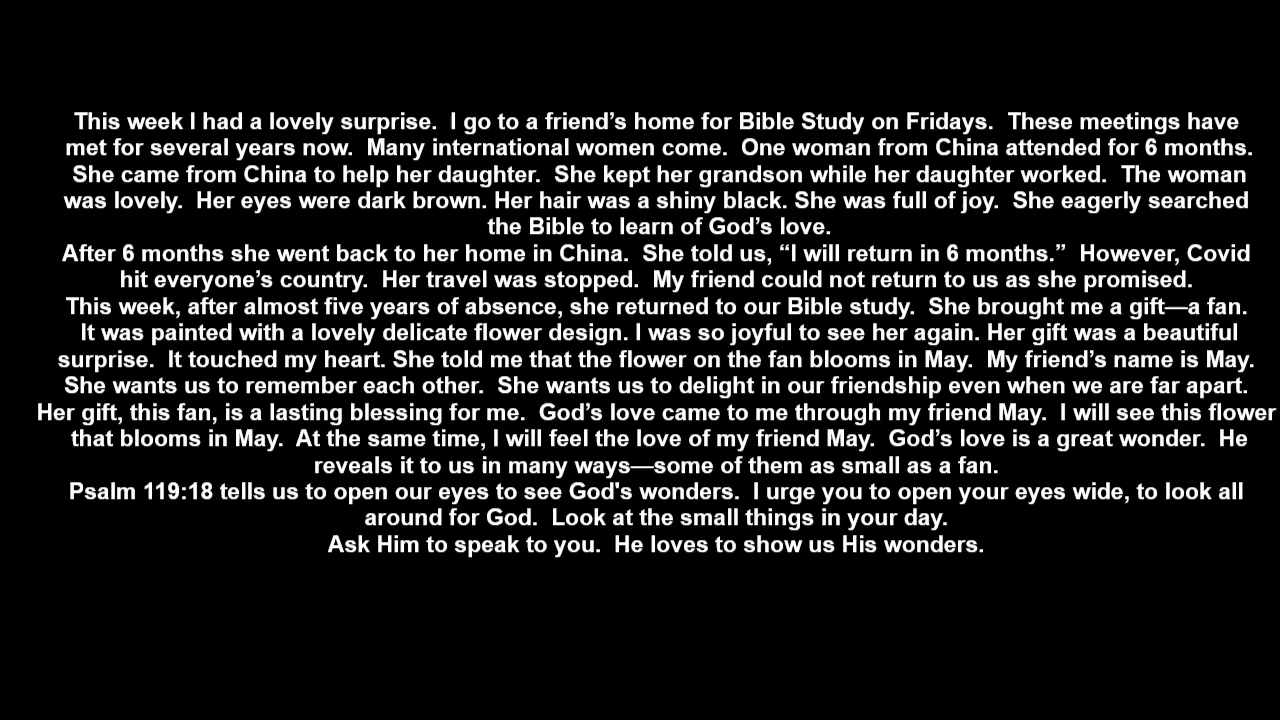 This week I had a lovely surprise.  I go to a friend’s home for Bible Study on Fridays.  These meetings have
met for several years now.  Many international women come.  One woman from China attended for 6 months.
She came from China to help her daughter.  She kept her grandson while her daughter worked.  The woman
was lovely.  Her eyes were dark brown. Her hair was a shiny black. She was full of joy.  She eagerly searched
the Bible to learn of God’s love.
After 6 months she went back to her home in China.  She told us, “I will return in 6 months.”  However, Covid
hit everyone’s country.  Her travel was stopped.  My friend could not return to us as she promised.
This week, after almost five years of absence, she returned to our Bible study.  She brought me a gift—a fan.
It was painted with a lovely delicate flower design. I was so joyful to see her again. Her gift was a beautiful
surprise.  It touched my heart. She told me that the flower on the fan blooms in May.  My friend’s name is May.
She wants us to remember each other.  She wants us to delight in our friendship even when we are far apart.
Her gift, this fan, is a lasting blessing for me.  God’s love came to me through my friend May.  I will see this flower
that blooms in May.  At the same time, I will feel the love of my friend May.  God’s love is a great wonder.  He
reveals it to us in many ways—some of them as small as a fan.
Psalm 119:18 tells us to open our eyes to see God's wonders.  I urge you to open your eyes wide, to look all
around for God.  Look at the small things in your day.
Ask Him to speak to you.  He loves to show us His wonders.